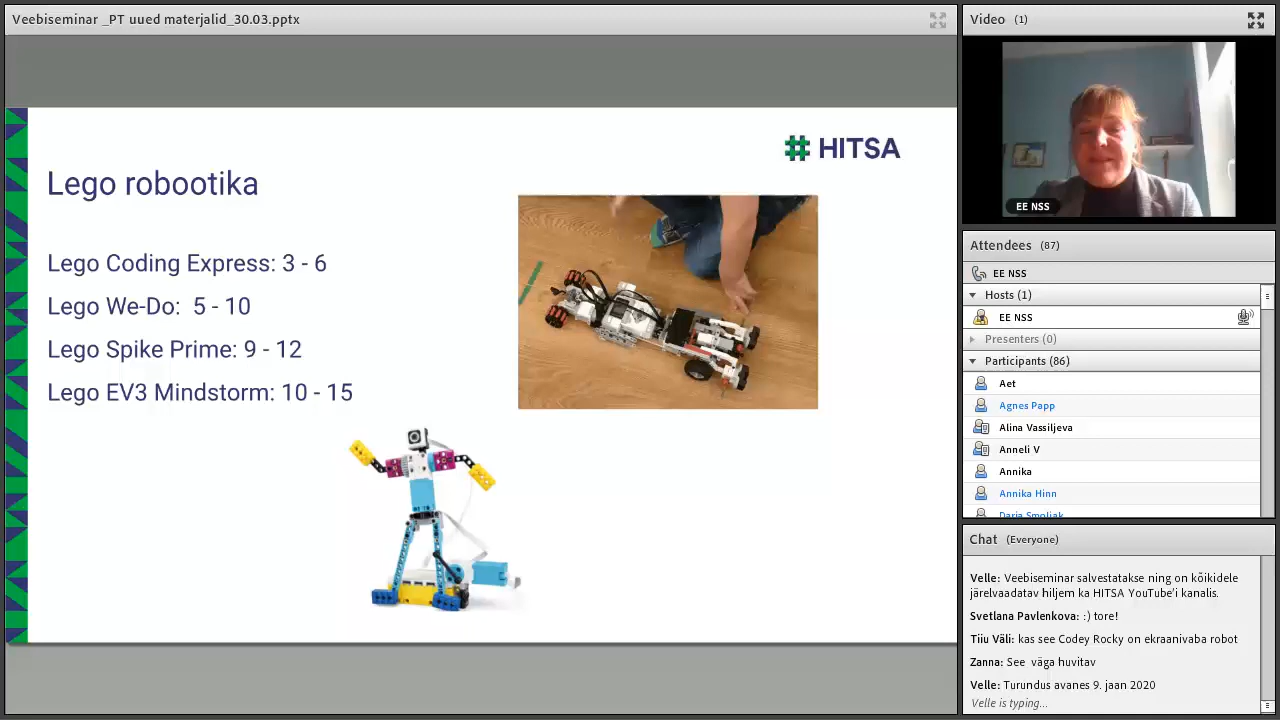 Veebiseminar _PT uued materjalid_30.03.pptx
# HITSA
Lego robootika
Lego Coding Express: 3 - 6
Lego We-Do: 5 - 10
Lego Spike Prime: 9 - 12
Lego EV3 Mindstorm: 10 - 15
Video (1)
EE NSS
Attendees (87)
EE NSS
Hosts (1)
EE NSS
Presenters (0)
Participants (86)
Aet
Agnes Papp
Alina Vassiljeva
Anneli V
Annika
Annika Hinn
Darja Smoljak
Chat (Everyone)
Velle: Veebiseminar salvestatakse ning on kõikidele
järelvaadatav hiljem ka HITSA YouTube'i kanalis.
Svetlana Pavlenkova: :) tore!
Tiiu Väli: kas see Codey Rocky on ekraanivaba robot
Zanna: See väga huvitav
Velle: Turundus avanes 9. jaan 2020
Velle is typing...